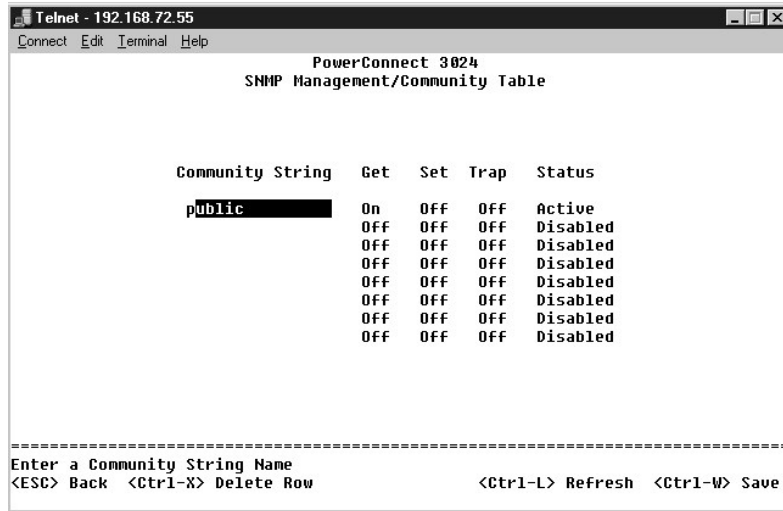 Telnet - 192.168.72.55
Connect Edit Terminal Help
PowerConnect 3024
SNMP Management/Community Table
Community String Get Set Trap Status
public On Off Off Active
Off Off Off Disabled
Off Off Off Disabled
Off Off Off Disabled
Off Off Off Disabled
Off Off Off Disabled
Off Off Off Disabled
Off Off Off Disabled
================================================================================
Enter a Community String Name
<ESC> Back <Ctrl-X> Delete Row <Ctrl-L> Refresh <Ctrl-W> Save